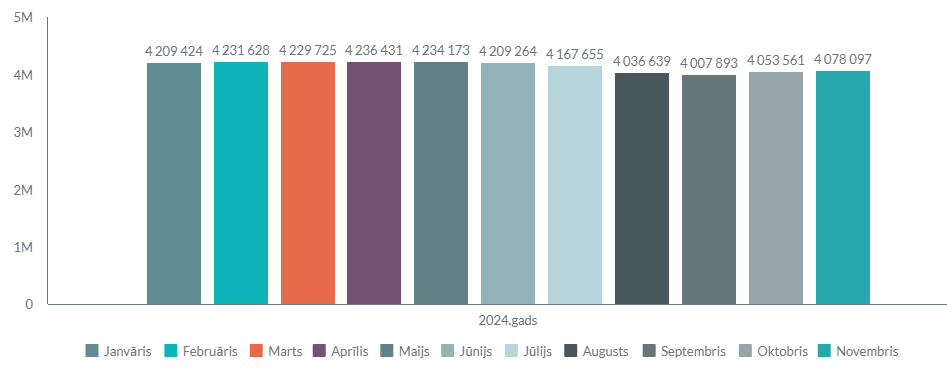 5M
4 209 424 4 231 628 4 229 725 4 236 431 4 234 173 4 209 264 4 167 655 4 036 639 4 007 893 4 053 561 4 078 097
4M
3M
2M
1M
0
2024.gads
Janvāris Februāris Marts Aprīlis Maijs Jūnijs Jūlijs Augusts Septembris Oktobris Novembris